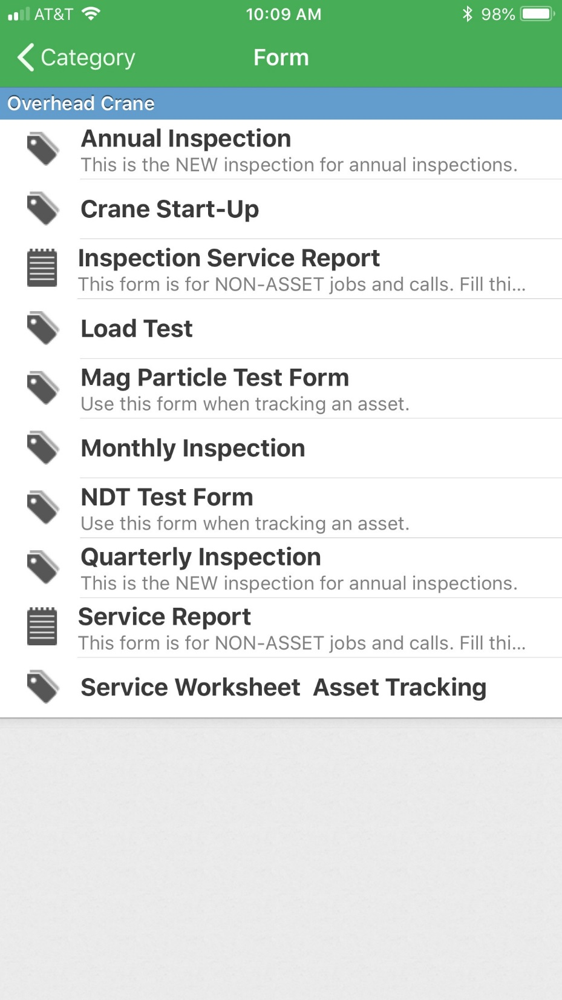 AT&T 10:09 AM 98%
Category Form
Overhead Crane
Annual Inspection
This is the NEW inspection for annual inspections.
Crane Start-Up
Inspection Service Report
This form is for NON-ASSET jobs and calls. Fill thi...
Load Test
Mag Particle Test Form
Use this form when tracking an asset.
Monthly Inspection
NDT Test Form
Use this form when tracking an asset.
Quarterly Inspection
This is the NEW inspection for annual inspections.
Service Report
This form is for NON-ASSET jobs and calls. Fill thi...
Service Worksheet  Asset Tracking